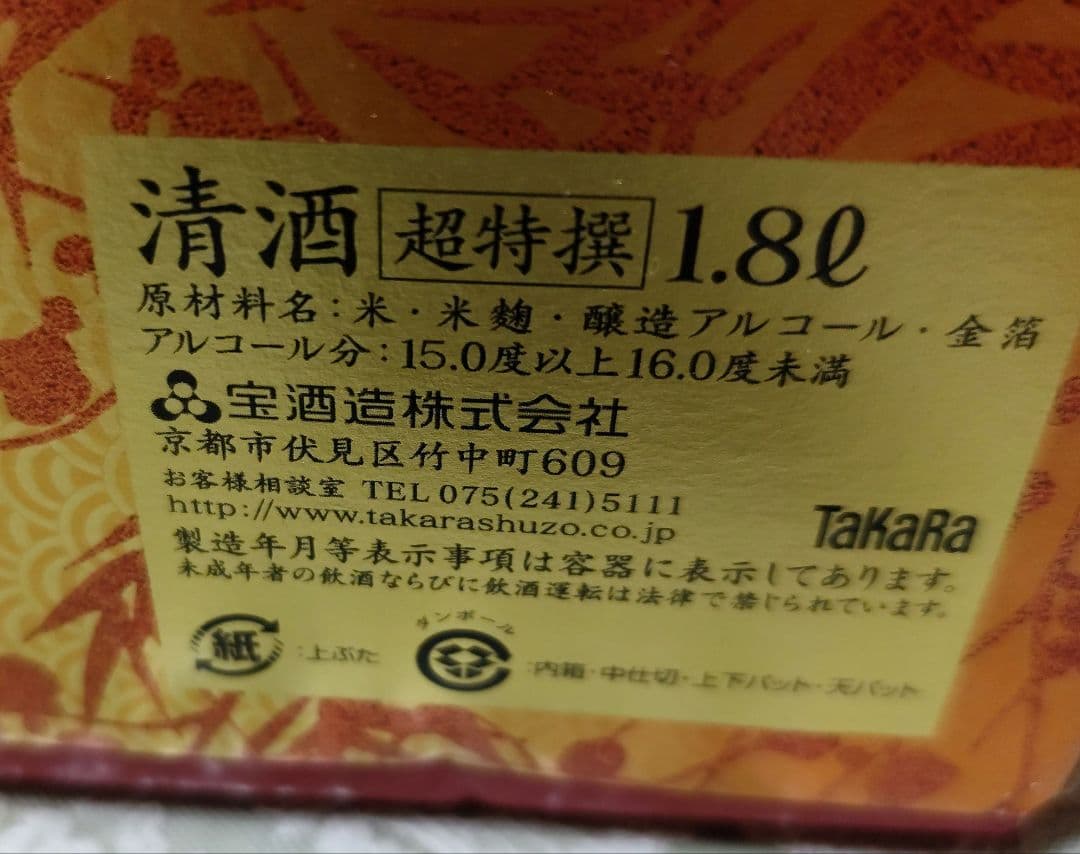 清酒 超特撰 1.8ℓ
原材料名:米・米麹・醸造アルコール・金箔
アルコール分:15.0度以上16.0度未満
宝酒造株式会社
京都市伏見区竹中町609
お客様相談室 TEL 075(241)5111
http://www.takarashuzo.co.jp
TaKaRa
製造年月等表示事項は容器に表示してあります。
未成年者の飲酒ならびに飲酒運転は法律で禁じられています。
紙 :上ぶた
ダンボール :内箱・中仕切・上下パット・天パット